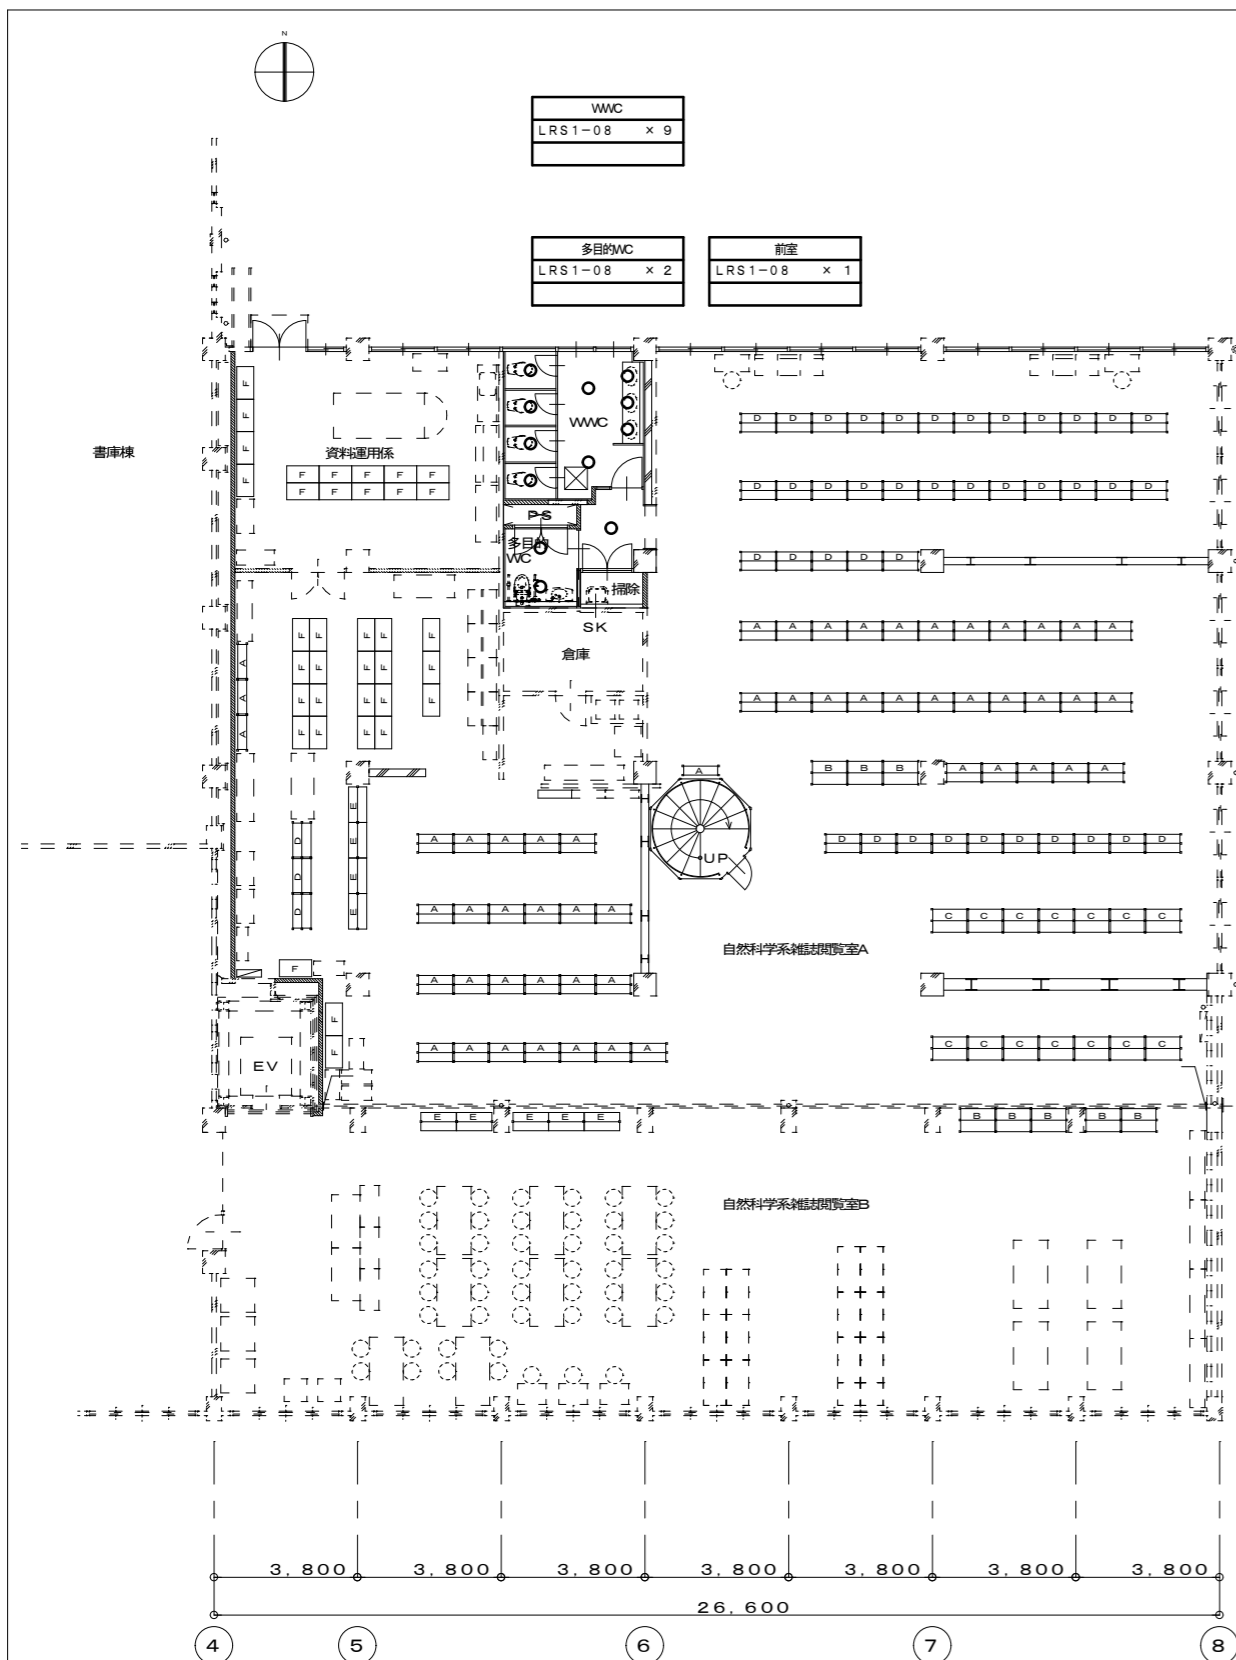 N
WWC
LRS1-08 × 9
多目的WC
LRS1-08 × 2
前室
LRS1-08 × 1
書庫棟
資料運用係
F
F
F
F
F F F F F
F F F F F
WWC
PS
多目的
WC
掃除
SK
倉庫
D D D D D D D D D D D D
D D D D D D D D D D D D
D D D D D
A A A A A A A A A A A
A A A A A A A A A A A
F F F F F
F F F F F
F F F F
F F F F
A
A
A
A
B B B A A A A A
E
E
E
E
D
D
D
A A A A A
UP
D D D D D D D D D D
A A A A A A
C C C C C C C
自然科学系雑誌閲覧室A
F
A A A A A A
F
F
EV
A A A A A A A
C C C C C C C
E E E E E
B B B B B
自然科学系雑誌閲覧室B
3,800 3,800 3,800 3,800 3,800 3,800 3,800
26,600
4 5 6 7 8